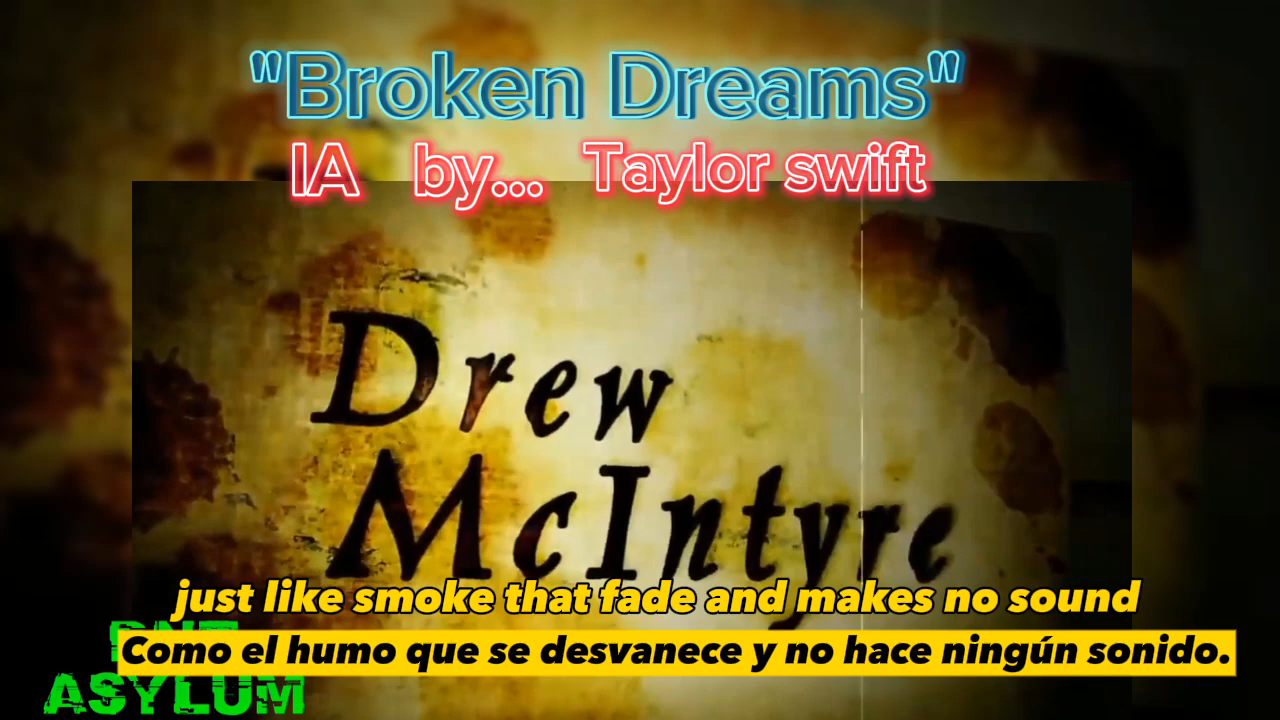 "Broken Dreams"
IA by... Taylor swift
Drew
McIntyre
just like smoke that fade and makes no sound
Como el humo que se desvanece y no hace ningún sonido.
ASYLUM